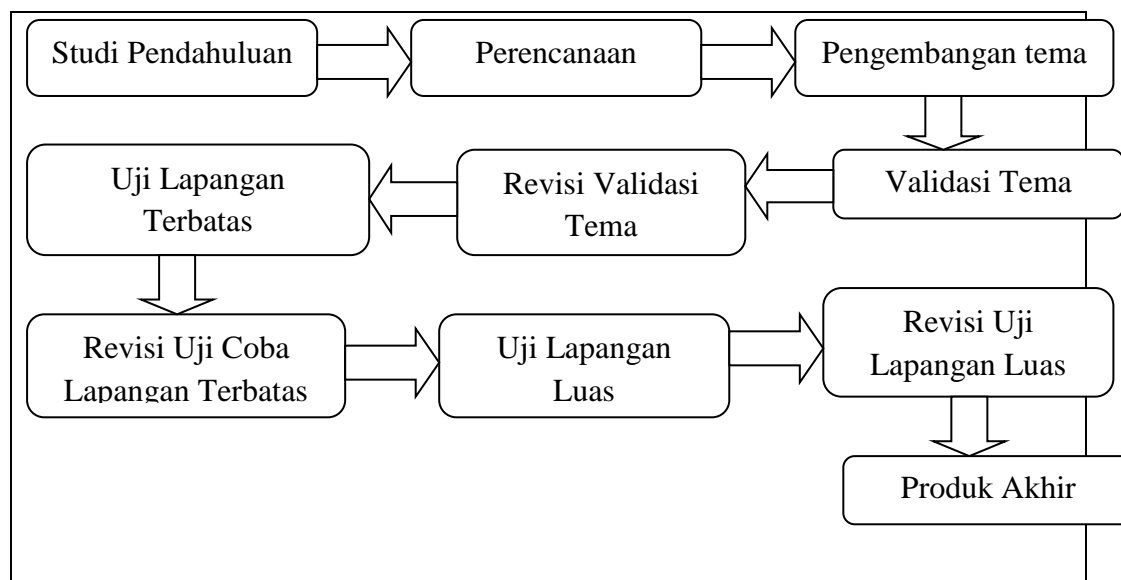 Studi Pendahuluan
Perencanaan
Pengembangan tema
Validasi Tema
Revisi Validasi
Tema
Uji Lapangan
Terbatas
Revisi Uji Coba
Lapangan Terbatas
Uji Lapangan
Luas
Revisi Uji
Lapangan Luas
Produk Akhir